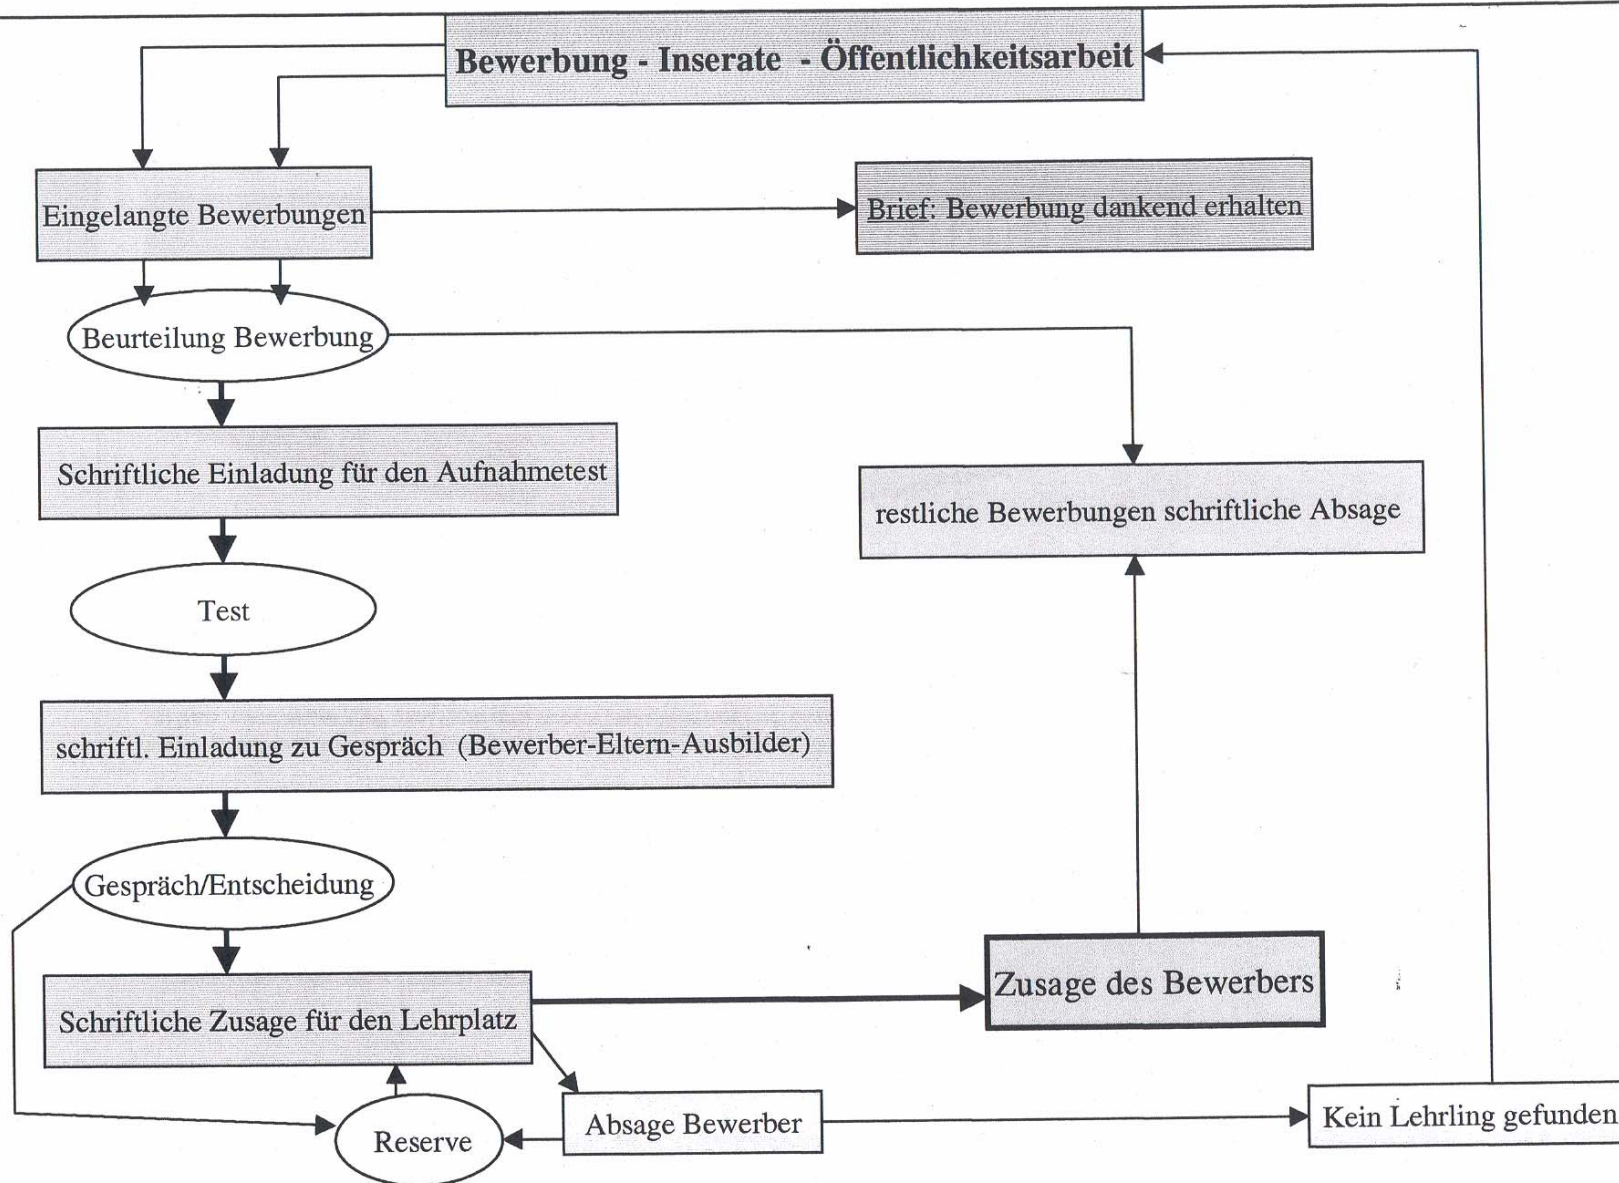 Bewerbung - Inserate - Öffentlichkeitsarbeit
Eingelangte Bewerbungen
Brief: Bewerbung dankend erhalten
Beurteilung Bewerbung
Schriftliche Einladung für den Aufnahmetest
restliche Bewerbungen schriftliche Absage
Test
schriftl. Einladung zu Gespräch (Bewerber-Eltern-Ausbilder)
Gespräch/Entscheidung
Zusage des Bewerbers
Schriftliche Zusage für den Lehrplatz
Absage Bewerber
Kein Lehrling gefunden
Reserve